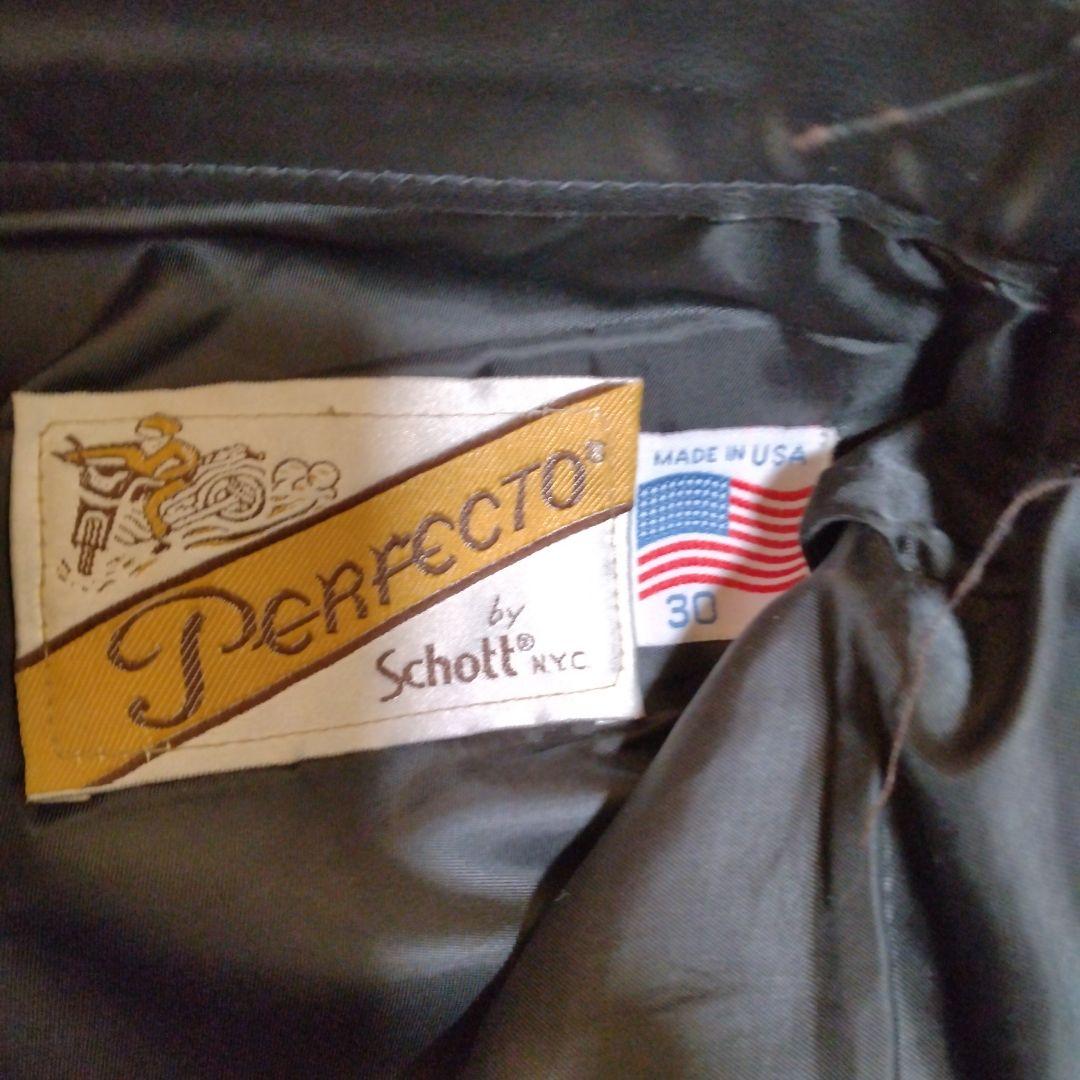 PERFECTO®
by
Schott® N.Y.C
MADE IN USA
30